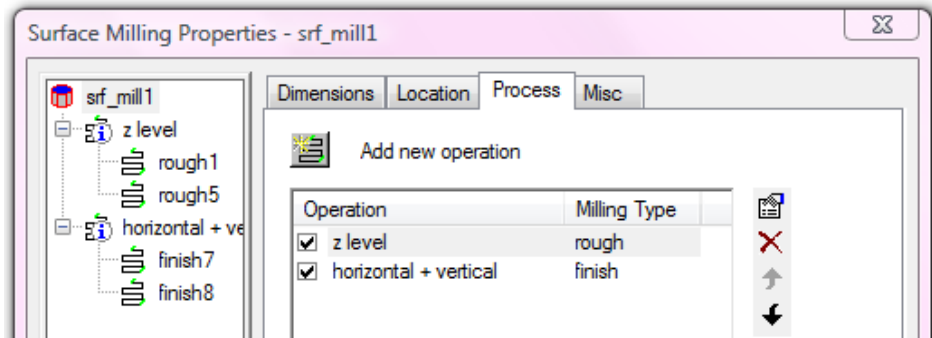 Surface Milling Properties - srf_mill1
srf_mill1
z level
rough1
rough5
horizontal + ve
finish7
finish8
Dimensions Location Process Misc
Add new operation
Operation Milling Type
z level rough
horizontal + vertical finish